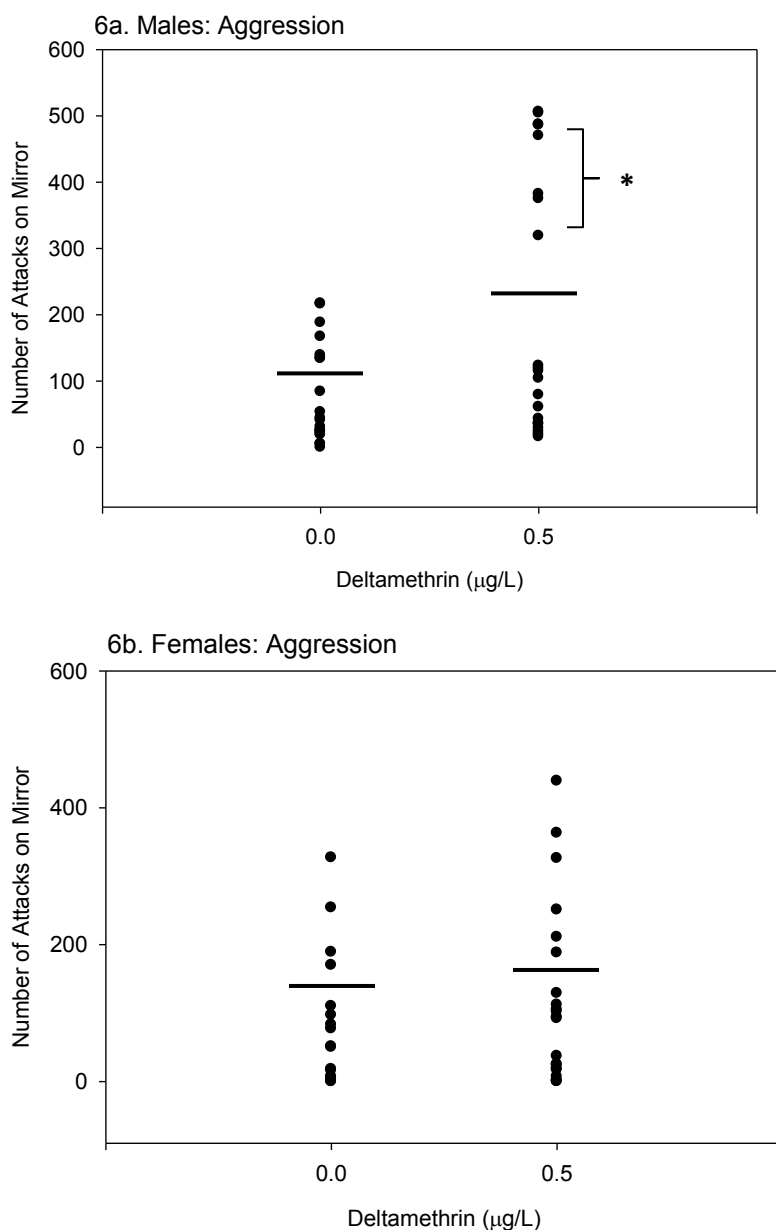 6a. Males: Aggression
600
500
400
300
200
100
0
Number of Attacks on Mirror
*
0.0 0.5
Deltamethrin (μg/L)
6b. Females: Aggression
600
400
200
0
Number of Attacks on Mirror
0.0 0.5
Deltamethrin (μg/L)